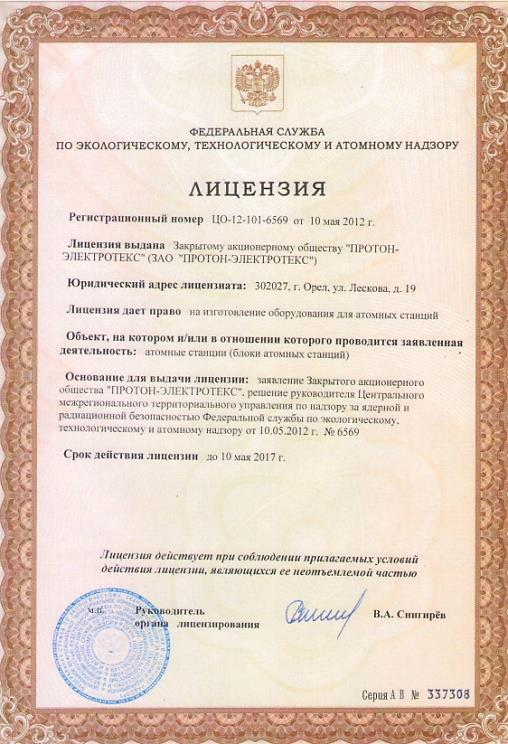 ФЕДЕРАЛЬНАЯ СЛУЖБА
ПО ЭКОЛОГИЧЕСКОМУ, ТЕХНОЛОГИЧЕСКОМУ И АТОМНОМУ НАДЗОРУ
ЛИЦЕНЗИЯ
Регистрационный номер ЦО-12-101-6569 от 10 мая 2012 г.
Лицензия выдана Закрытому акционерному обществу "ПРОТОН-
ЭЛЕКТРОТЕКС" (ЗАО "ПРОТОН-ЭЛЕКТРОТЕКС")
Юридический адрес лицензиата: 302027, г. Орел, ул. Лескова, д. 19
Лицензия дает право на изготовление оборудования для атомных станций
Объект, на котором и/или в отношении которого проводится заявленная
деятельность: атомные станции (блоки атомных станций)
Основание для выдачи лицензии: заявление Закрытого акционерного
общества "ПРОТОН-ЭЛЕКТРОТЕКС", решение руководителя Центрального
межрегионального территориального управления по надзору за ядерной и
радиационной безопасностью Федеральной службы по экологическому,
технологическому и атомному надзору от 10.05.2012 г. № 6569
Срок действия лицензии до 10 мая 2017 г.
Лицензия действует при соблюдении прилагаемых условий
действия лицензии, являющихся ее неотъемлемой частью
М.П. Руководитель
органа лицензирования
В.А. Снигирёв
Серия А В № 337308